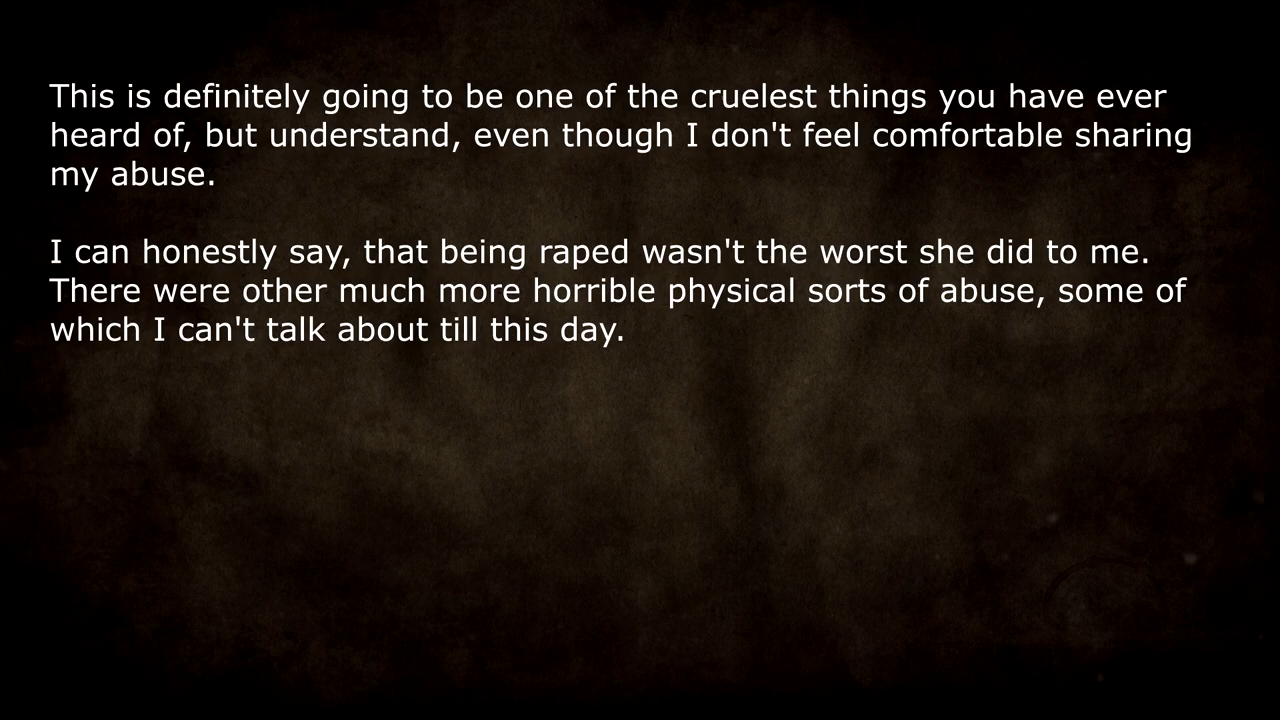 This is definitely going to be one of the cruelest things you have ever
heard of, but understand, even though I don't feel comfortable sharing
my abuse.
I can honestly say, that being raped wasn't the worst she did to me.
There were other much more horrible physical sorts of abuse, some of
which I can't talk about till this day.